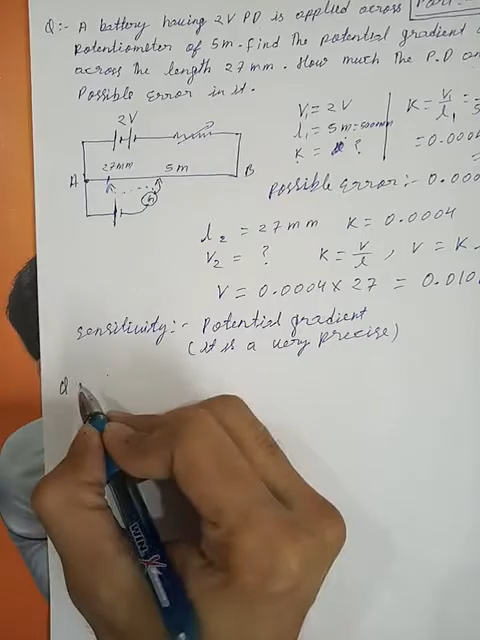 Q:- A battery having 2V PD is applied across
Potentiometer of 5m. find the potential gradient
across the length 27mm. How much the P.D
Possible Error in it.
2V
27mm
5m
A
B
G
V₁ = 2V
l₁ = 5m = 500mm
K = ?
K = V₁/l₁ =
= 0.000
Possible Error:- 0.000
l₂ = 27mm K = 0.0004
V₂ = ? K = V/l , V = K
V = 0.0004 × 27 = 0.010
Sensitivity:- Potential gradient
(It is a very precise)
Q
WIN X